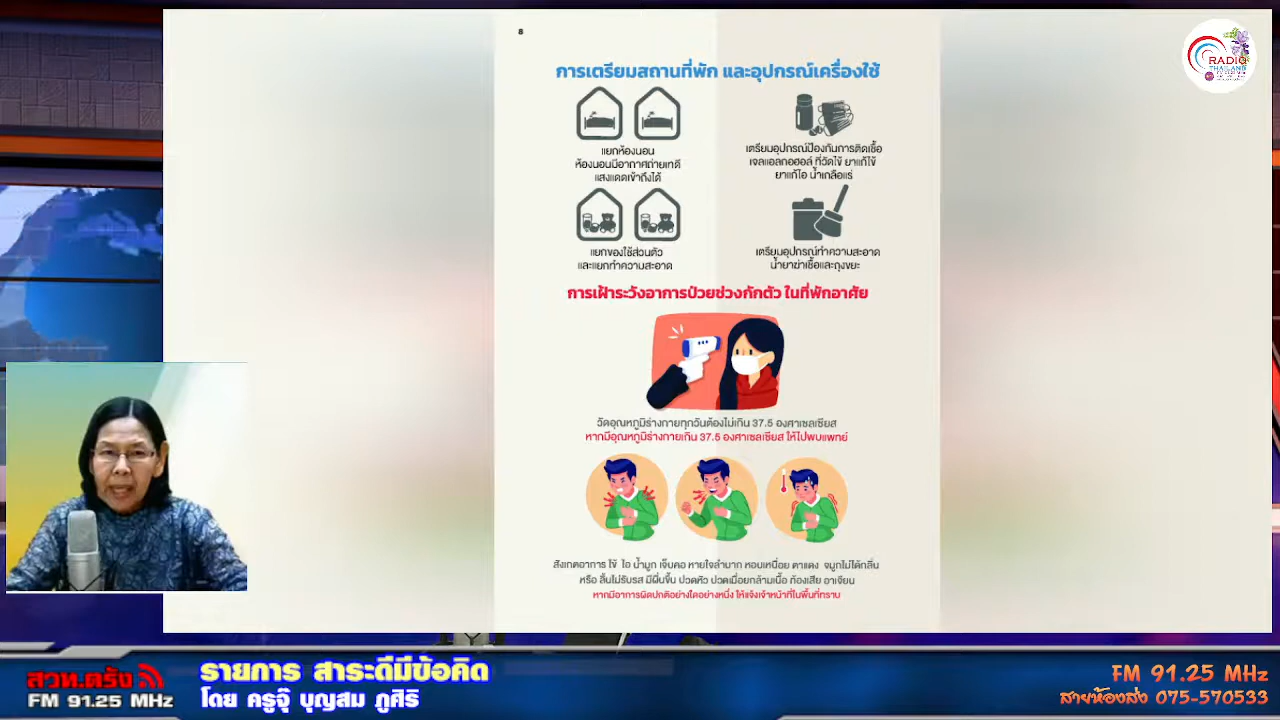 8
RADIO
THAILAND
การเตรียมสถานที่พัก และอุปกรณ์เครื่องใช้
แยกห้องนอน
ห้องนอนมีอากาศถ่ายเทดี
แสงแดดเข้าถึงได้
เตรียมอุปกรณ์ป้องกันการติดเชื้อ
เจลแอลกอฮอล์ ที่วัดไข้ ยาแก้ไข้
ยาแก้ไอ น้ำเกลือแร่
แยกของใช้ส่วนตัว
และแยกทำความสะอาด
เตรียมอุปกรณ์ทำความสะอาด
น้ำยาฆ่าเชื้อและถุงขยะ
การเฝ้าระวังอาการป่วยช่วงกักตัว ในที่พักอาศัย
วัดอุณหภูมิร่างกายทุกวันต้องไม่เกิน 37.5 องศาเซลเซียส
หากมีอุณหภูมิร่างกายเกิน 37.5 องศาเซลเซียส ให้ไปพบแพทย์
สังเกตอาการ ไข้ ไอ น้ำมูก เจ็บคอ หายใจลำบาก หอบเหนื่อย ตาแดง จมูกไม่ได้กลิ่น
หรือ ลิ้นไม่รับรส มีผื่นขึ้น ปวดหัว ปวดเมื่อยกล้ามเนื้อ ท้องเสีย อาเจียน
หากมีอาการผิดปกติอย่างใดอย่างหนึ่ง ให้แจ้งเจ้าหน้าที่ในพื้นที่ทราบ
สวท.ตรัง
FM 91.25 MHz
รายการ สาระดีมีข้อคิด
โดย ครูจุ๊ บุญสม ภูศิริ
FM 91.25 MHz
สายห้องส่ง 075-570533